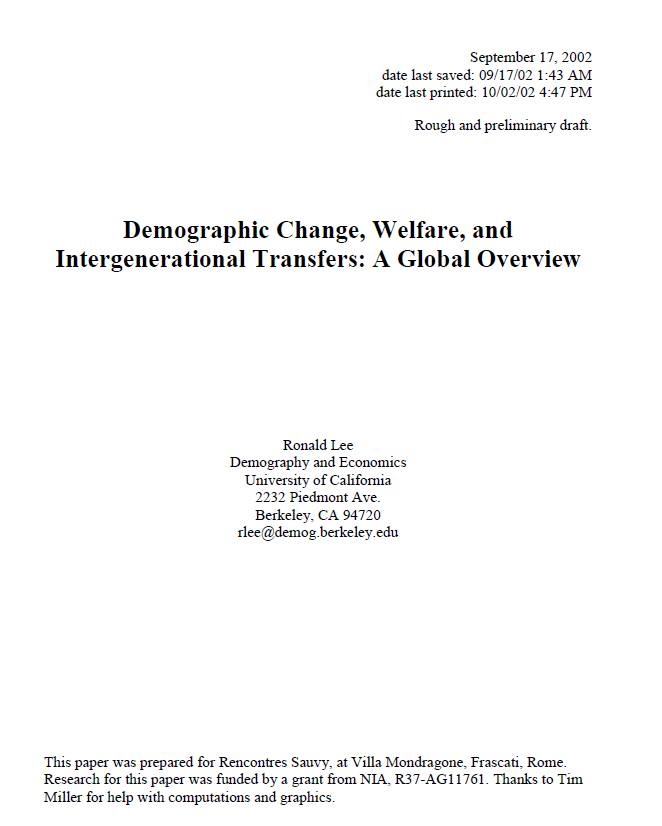 September 17, 2002
date last saved: 09/17/02 1:43 AM
date last printed: 10/02/02 4:47 PM
Rough and preliminary draft.
Demographic Change, Welfare, and
Intergenerational Transfers: A Global Overview
Ronald Lee
Demography and Economics
University of California
2232 Piedmont Ave.
Berkeley, CA 94720
rlee@demog.berkeley.edu
This paper was prepared for Rencontres Sauvy, at Villa Mondragone, Frascati, Rome.
Research for this paper was funded by a grant from NIA, R37-AG11761. Thanks to Tim
Miller for help with computations and graphics.